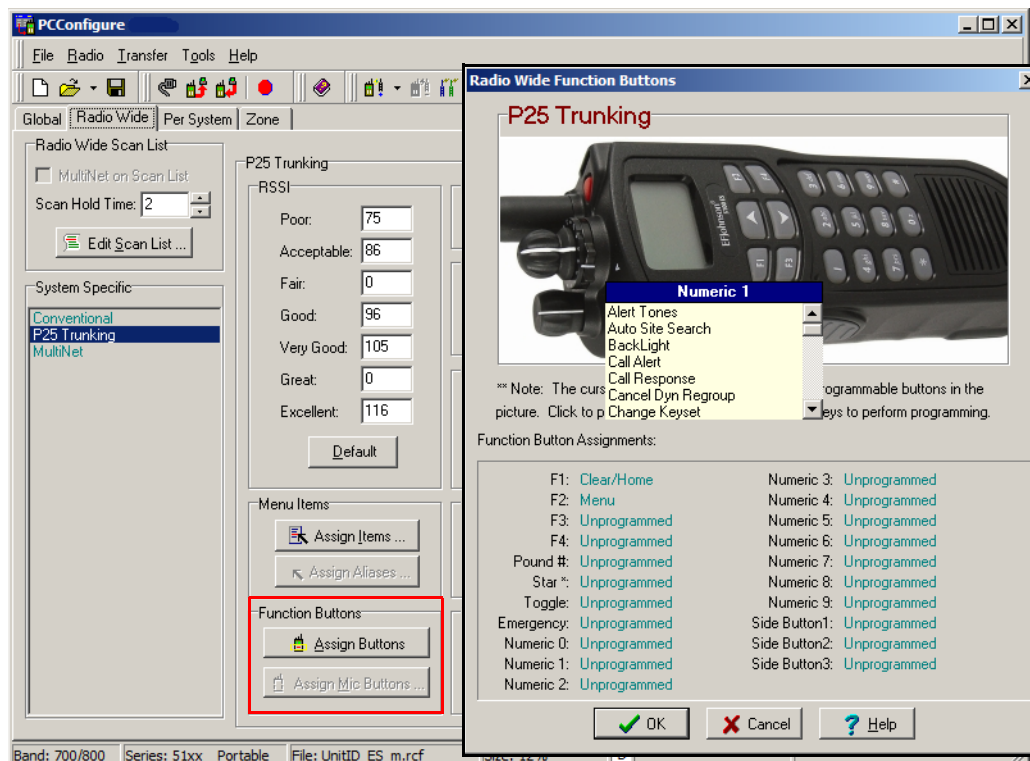 PCConfigure
File Radio Transfer Tools Help
Global Radio Wide Per System Zone
Radio Wide Scan List
MultiNet on Scan List
Scan Hold Time: 2
Edit Scan List ...
System Specific
Conventional
P25 Trunking
MultiNet
P25 Trunking
RSSI
Poor: 75
Acceptable: 86
Fair: 0
Good: 96
Very Good: 105
Great: 0
Excellent: 116
Default
Menu Items
Assign Items ...
Assign Aliases ...
Function Buttons
Assign Buttons
Assign Mic Buttons ...
Band: 700/800 Series: 51xx Portable File: UnitID_ES_m.rcf Size: 12%
Radio Wide Function Buttons
P25 Trunking
EFJohnson
F1
F3
Numeric 1
Alert Tones
Auto Site Search
BackLight
Call Alert
Call Response
Cancel Dyn Regroup
Change Keyset
** Note: The curs rogrammable buttons in the
picture. Click to p eys to perform programming.
Function Button Assignments:
F1: Clear/Home
F2: Menu
F3: Unprogrammed
F4: Unprogrammed
Pound #: Unprogrammed
Star *: Unprogrammed
Toggle: Unprogrammed
Emergency: Unprogrammed
Numeric 0: Unprogrammed
Numeric 1: Unprogrammed
Numeric 2: Unprogrammed
Numeric 3: Unprogrammed
Numeric 4: Unprogrammed
Numeric 5: Unprogrammed
Numeric 6: Unprogrammed
Numeric 7: Unprogrammed
Numeric 8: Unprogrammed
Numeric 9: Unprogrammed
Side Button1: Unprogrammed
Side Button2: Unprogrammed
Side Button3: Unprogrammed
OK Cancel Help